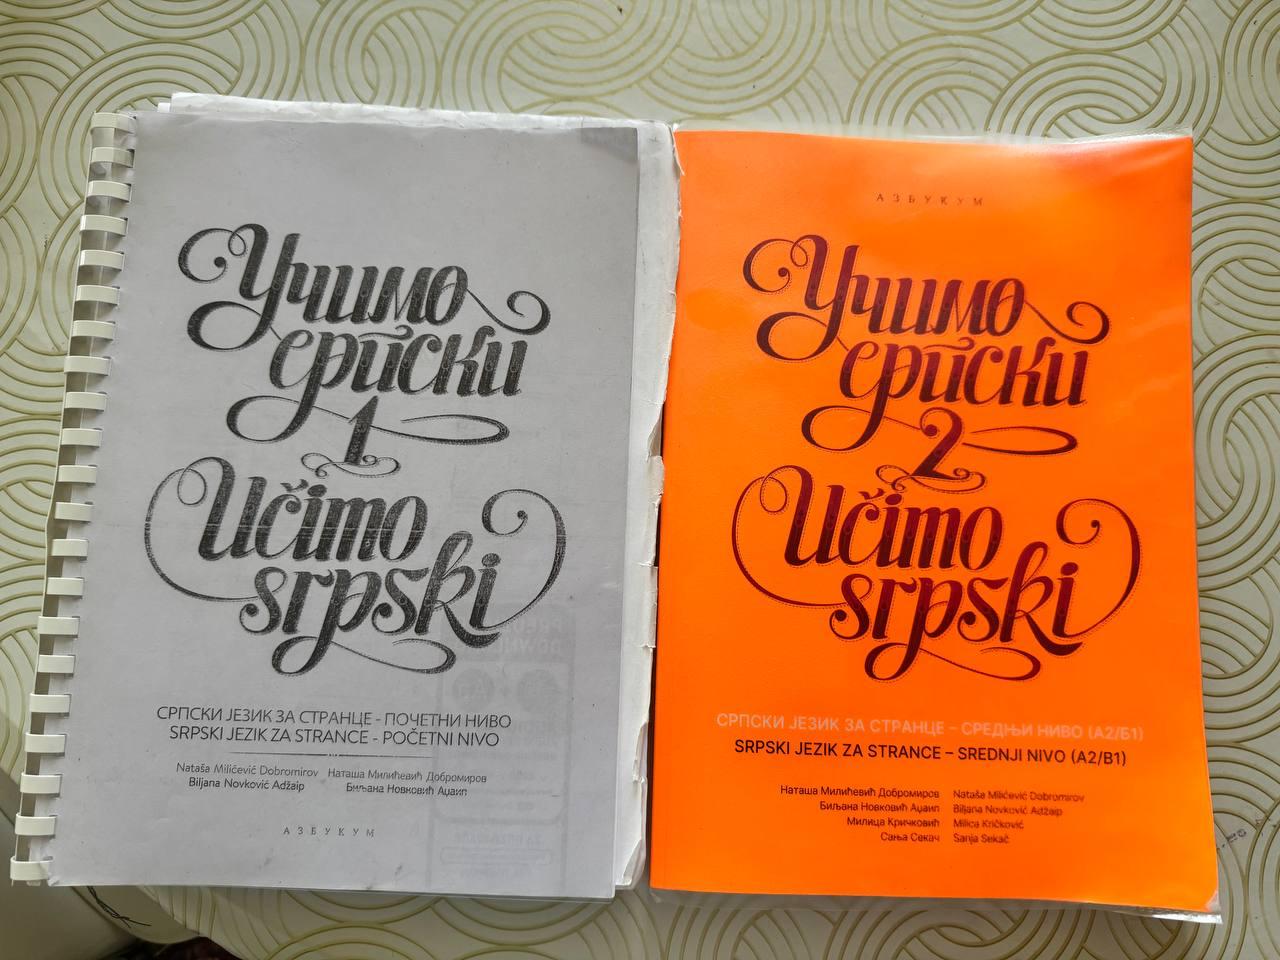 Учимо
српски
1
Učimo
srpski
СРПСКИ ЈЕЗИК ЗА СТРАНЦЕ - ПОЧЕТНИ НИВО
SRPSKI JEZIK ZA STRANCE - POČETNI NIVO
Nataša Milićević Dobromirov Наташа Милићевић Добромиров
Biljana Novković Adžaip Биљана Новковић Аџаип
АЗБУКУМ
АЗБУКУМ
Учимо
српски
2
Učimo
srpski
СРПСКИ ЈЕЗИК ЗА СТРАНЦЕ – СРЕДЊИ НИВО (А2/Б1)
SRPSKI JEZIK ZA STRANCE – SREDNJI NIVO (A2/B1)
Наташа Милићевић Добромиров Nataša Milićević Dobromirov
Биљана Новковић Аџаип Biljana Novković Adžaip
Милица Кричковић Milica Kričković
Сања Секач Sanja Sekač